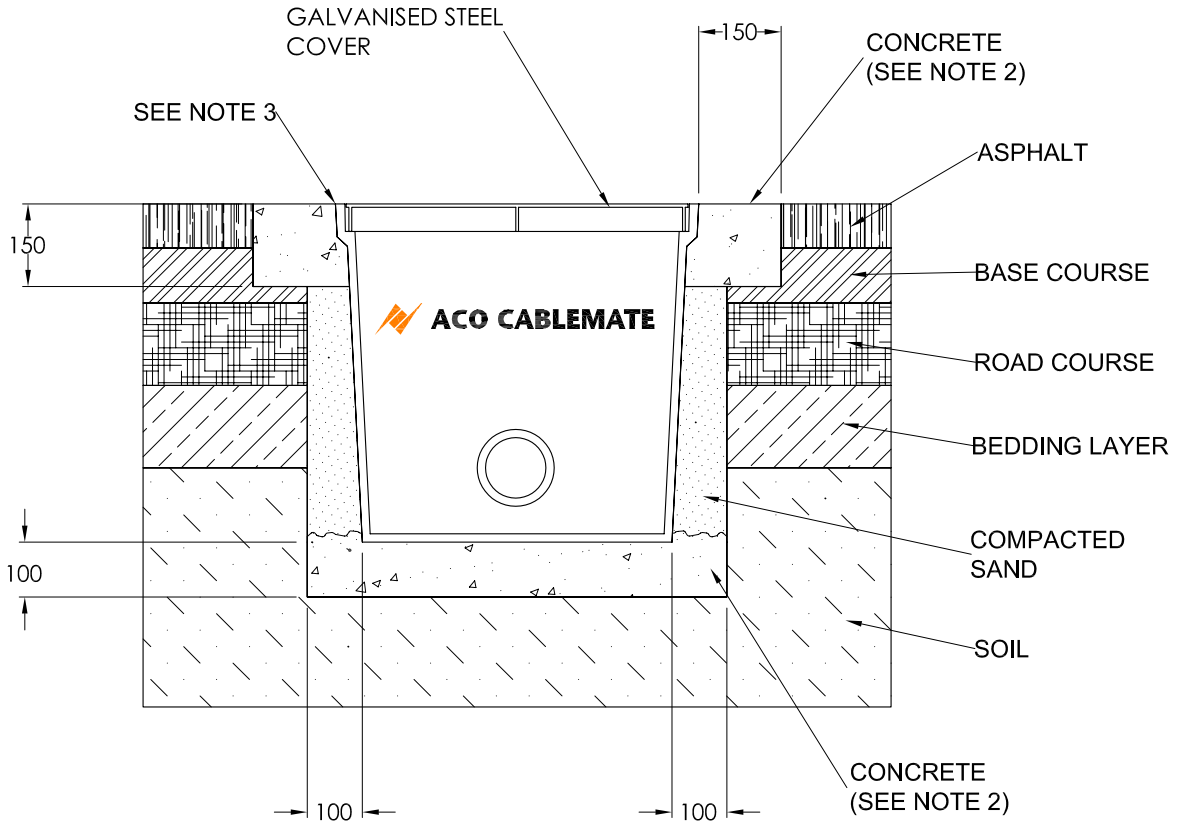 GALVANISED STEEL
COVER
150
CONCRETE
(SEE NOTE 2)
SEE NOTE 3
ASPHALT
150
BASE COURSE
ACO CABLEMATE
ROAD COURSE
BEDDING LAYER
COMPACTED
SAND
100
SOIL
CONCRETE
(SEE NOTE 2)
100
100